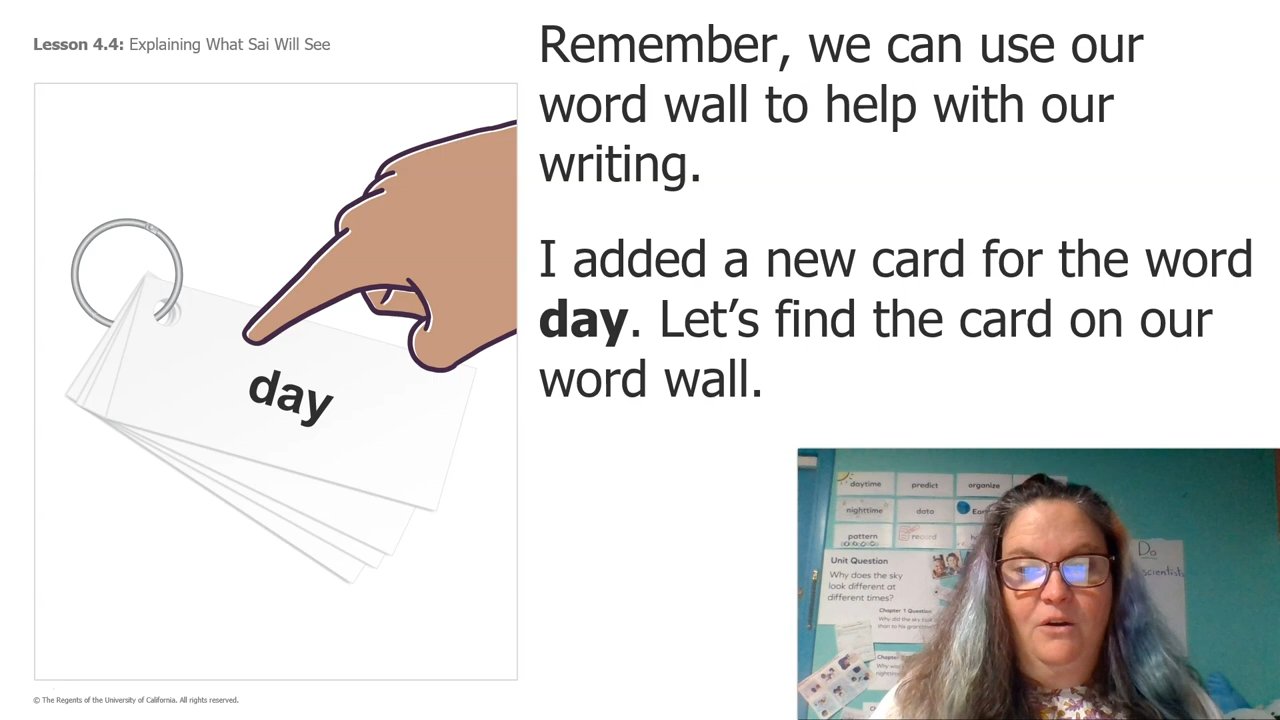 Lesson 4.4: Explaining What Sai Will See
Remember, we can use our
word wall to help with our
writing.
I added a new card for the word
day. Let’s find the card on our
word wall.
day
daytime
predict
organize
nighttime
data
pattern
record
Unit Question
Why does the sky
look different at
different times?
Chapter 1 Question
Do
scientists
© The Regents of the University of California. All rights reserved.